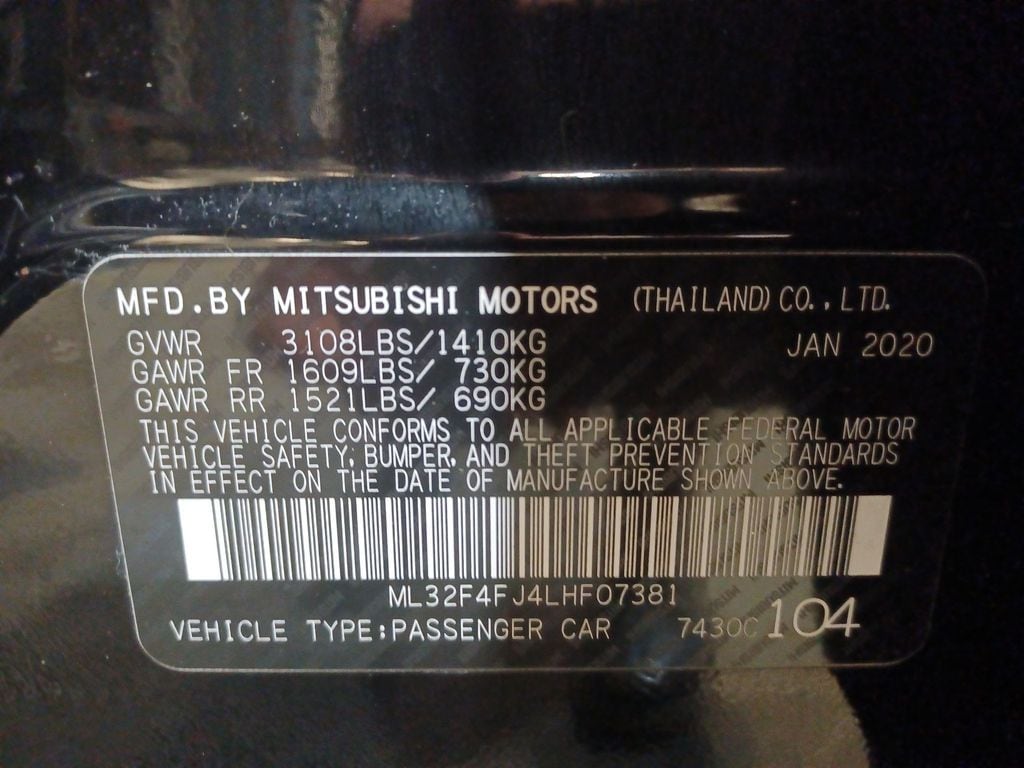 MFD.BY MITSUBISHI MOTORS (THAILAND) CO., LTD.
GVWR 3108LBS/1410KG JAN 2020
GAWR FR 1609LBS/ 730KG
GAWR RR 1521LBS/ 690KG
THIS VEHICLE CONFORMS TO ALL APPLICABLE FEDERAL MOTOR
VEHICLE SAFETY, BUMPER, AND THEFT PREVENTION STANDARDS
IN EFFECT ON THE DATE OF MANUFACTURE SHOWN ABOVE.
ML32F4FJ4LHF07381
VEHICLE TYPE:PASSENGER CAR 7430C 104